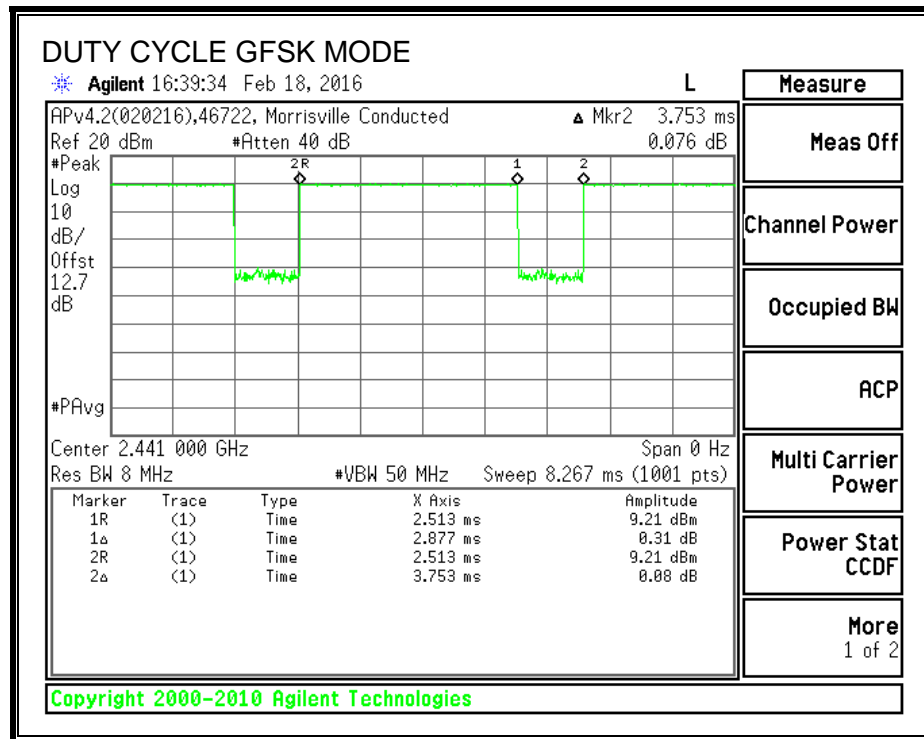 DUTY CYCLE GFSK MODE
Agilent 16:39:34 Feb 18, 2016 L
APv4.2(020216),46722, Morrisville Conducted Δ Mkr2 3.753 ms
Ref 20 dBm #Atten 40 dB 0.076 dB
#Peak
Log
10
dB/
Offst
12.7
dB
#PAvg
2R 1 2
Center 2.441 000 GHz Span 0 Hz
Res BW 8 MHz #VBW 50 MHz Sweep 8.267 ms (1001 pts)
Marker Trace Type X Axis Amplitude
1R (1) Time 2.513 ms 9.21 dBm
1Δ (1) Time 2.877 ms 0.31 dB
2R (1) Time 2.513 ms 9.21 dBm
2Δ (1) Time 3.753 ms 0.08 dB
Measure
Meas Off
Channel Power
Occupied BW
ACP
Multi Carrier
Power
Power Stat
CCDF
More
1 of 2
Copyright 2000-2010 Agilent Technologies